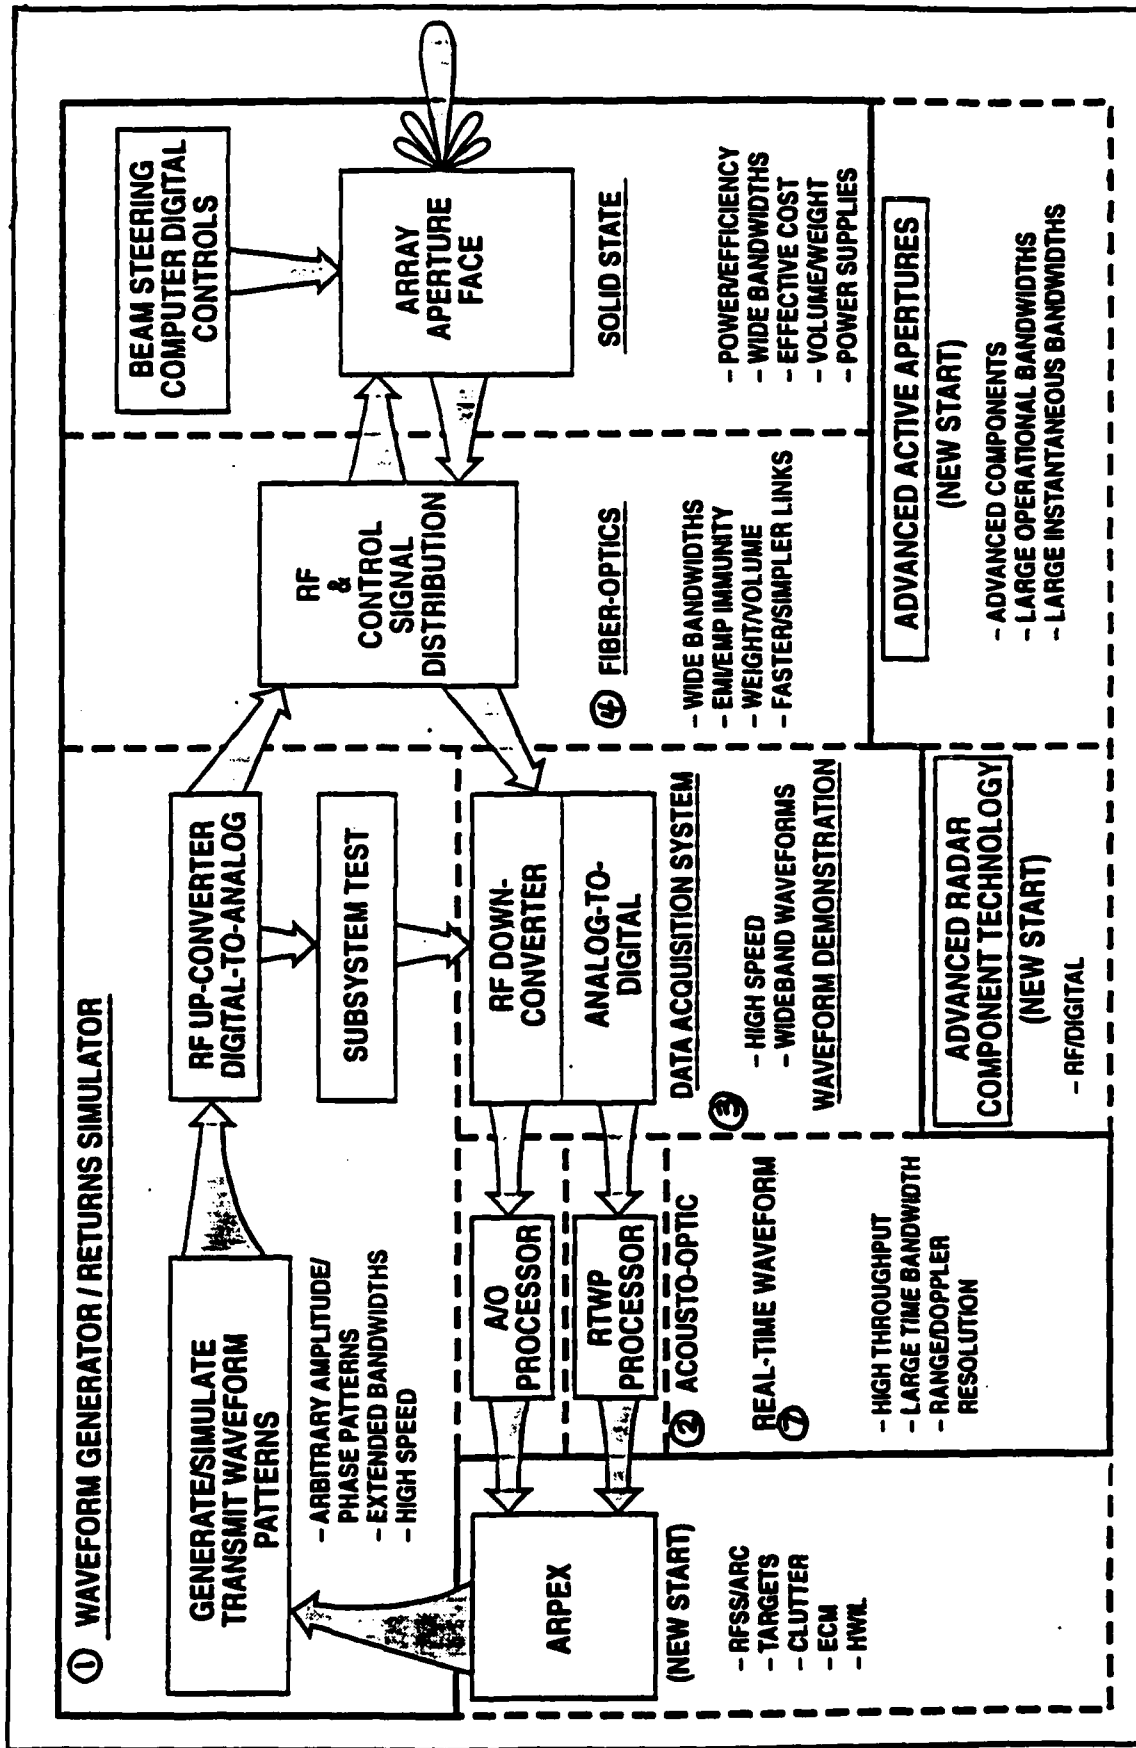 ① WAVEFORM GENERATOR / RETURNS SIMULATOR
GENERATE/SIMULATE
TRANSMIT WAVEFORM
PATTERNS
- ARBITRARY AMPLITUDE/
PHASE PATTERNS
- EXTENDED BANDWIDTHS
- HIGH SPEED
RF UP-CONVERTER
DIGITAL-TO-ANALOG
SUBSYSTEM TEST
BEAM STEERING
COMPUTER DIGITAL
CONTROLS
RF
&
CONTROL
SIGNAL
DISTRIBUTION
ARRAY
APERTURE
FACE
ARPEX
(NEW START)
- RFSS/ARC
- TARGETS
- CLUTTER
- ECM
- HWIL
A/O
PROCESSOR
RTWP
PROCESSOR
② ACOUSTO-OPTIC
REAL-TIME WAVEFORM
⑦
- HIGH THROUGHPUT
- LARGE TIME BANDWIDTH
- RANGE/DOPPLER
RESOLUTION
RF DOWN-
CONVERTER
ANALOG-TO-
DIGITAL
DATA ACQUISITION SYSTEM
③
- HIGH SPEED
- WIDEBAND WAVEFORMS
WAVEFORM DEMONSTRATION
④ FIBER-OPTICS
- WIDE BANDWIDTHS
- EMI/EMP IMMUNITY
- WEIGHT/VOLUME
- FASTER/SIMPLER LINKS
SOLID STATE
- POWER/EFFICIENCY
- WIDE BANDWIDTHS
- EFFECTIVE COST
- VOLUME/WEIGHT
- POWER SUPPLIES
ADVANCED RADAR
COMPONENT TECHNOLOGY
(NEW START)
- RF/DIGITAL
ADVANCED ACTIVE APERTURES
(NEW START)
- ADVANCED COMPONENTS
- LARGE OPERATIONAL BANDWIDTHS
- LARGE INSTANTANEOUS BANDWIDTHS